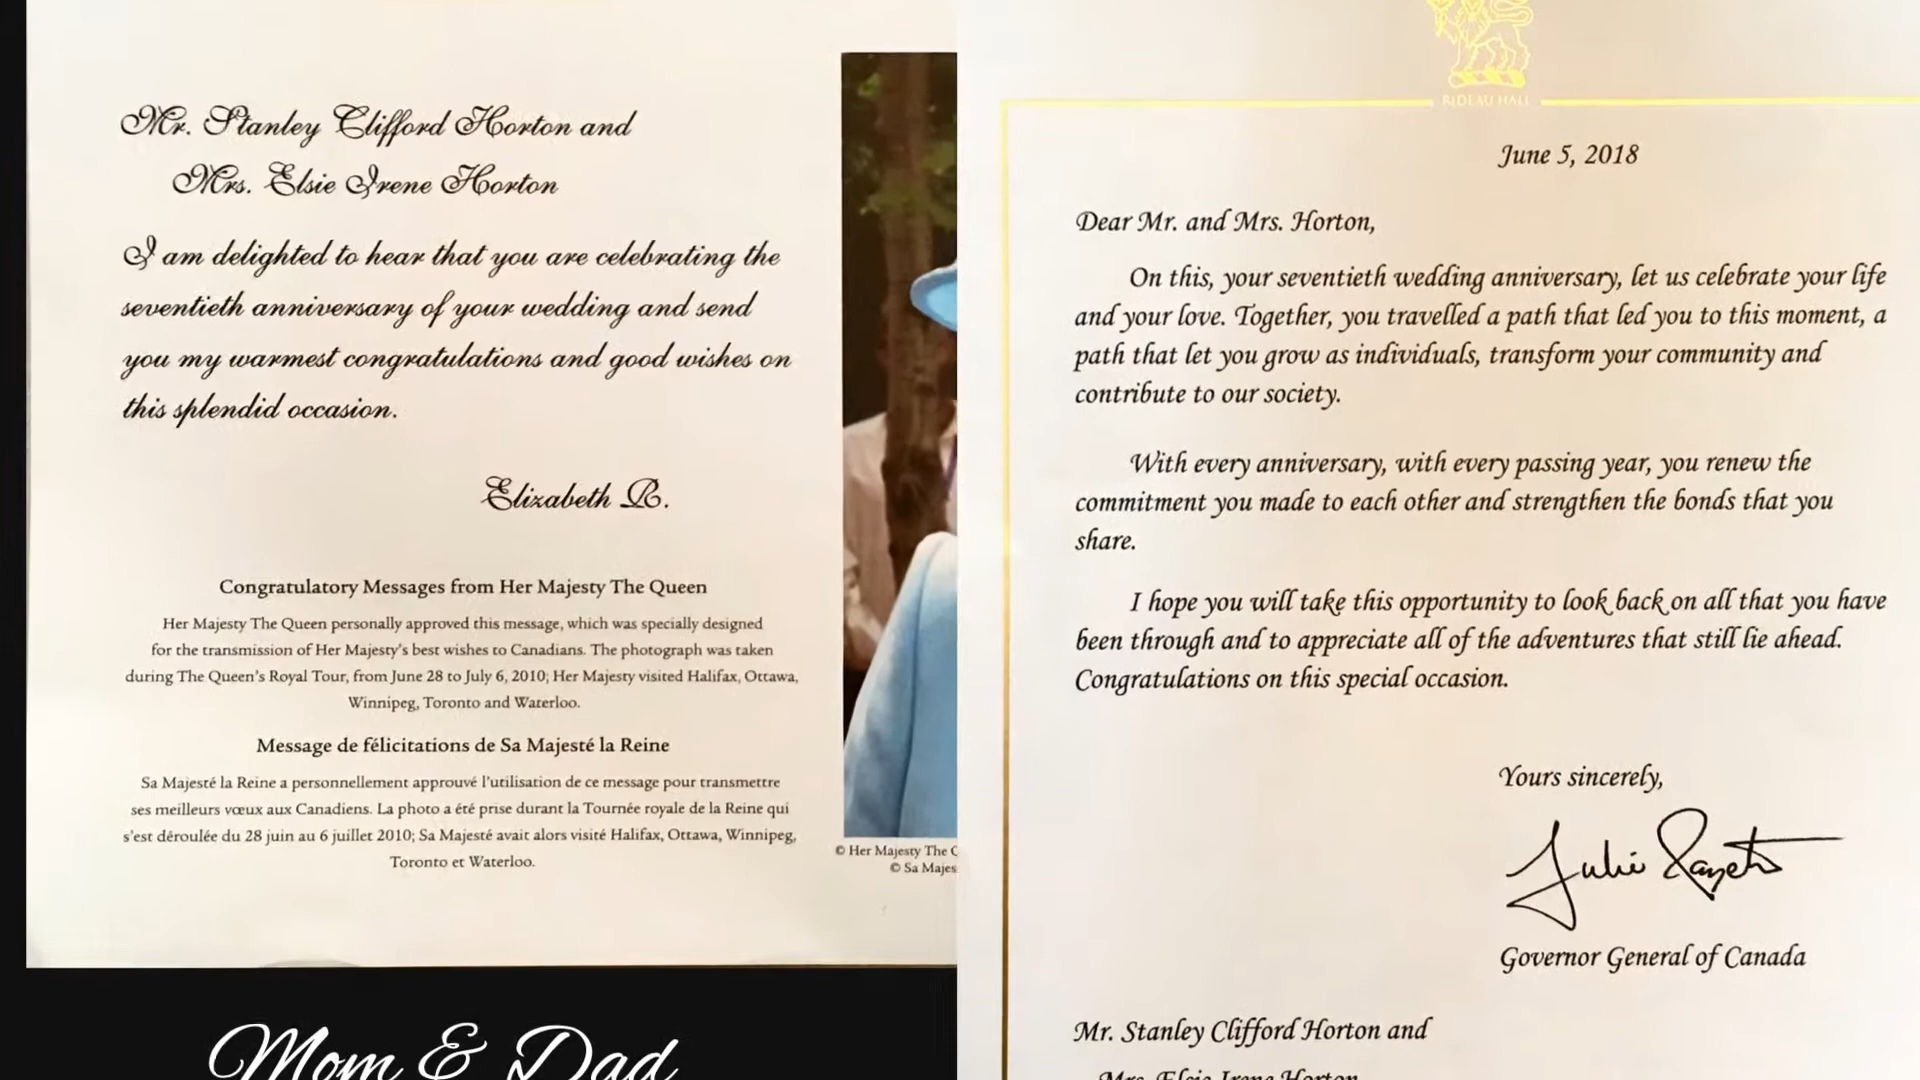 Mr. Stanley Clifford Horton and
Mrs. Elsie Irene Horton
I am delighted to hear that you are celebrating the
seventieth anniversary of your wedding and send
you my warmest congratulations and good wishes on
this splendid occasion.
Elizabeth R.
Congratulatory Messages from Her Majesty The Queen
Her Majesty The Queen personally approved this message, which was specially designed
for the transmission of Her Majesty's best wishes to Canadians. The photograph was taken
during The Queen's Royal Tour, from June 28 to July 6, 2010; Her Majesty visited Halifax, Ottawa,
Winnipeg, Toronto and Waterloo.
Message de félicitations de Sa Majesté la Reine
Sa Majesté la Reine a personnellement approuvé l'utilisation de ce message pour transmettre
ses meilleurs vœux aux Canadiens. La photo a été prise durant la Tournée royale de la Reine qui
s'est déroulée du 28 juin au 6 juillet 2010; Sa Majesté avait alors visité Halifax, Ottawa, Winnipeg,
Toronto et Waterloo.
© Her Majesty The
© Sa Majes
Mom & Dad
RIDEAU HALL
June 5, 2018
Dear Mr. and Mrs. Horton,
On this, your seventieth wedding anniversary, let us celebrate your life
and your love. Together, you travelled a path that led you to this moment, a
path that let you grow as individuals, transform your community and
contribute to our society.
With every anniversary, with every passing year, you renew the
commitment you made to each other and strengthen the bonds that you
share.
I hope you will take this opportunity to look back on all that you have
been through and to appreciate all of the adventures that still lie ahead.
Congratulations on this special occasion.
Yours sincerely,
Julie Payette
Governor General of Canada
Mr. Stanley Clifford Horton and
Mrs. Elsie Irene Horton